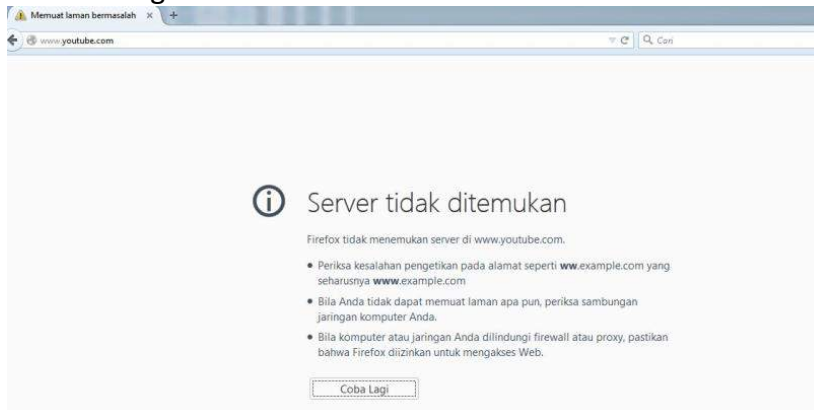 Memuat laman bermasalah × +
www.youtube.com Cari
Server tidak ditemukan
Firefox tidak menemukan server di www.youtube.com.
• Periksa kesalahan pengetikan pada alamat seperti ww.example.com yang
seharusnya www.example.com
• Bila Anda tidak dapat memuat laman apa pun, periksa sambungan
jaringan komputer Anda.
• Bila komputer atau jaringan Anda dilindungi firewall atau proxy, pastikan
bahwa Firefox diizinkan untuk mengakses Web.
Coba Lagi